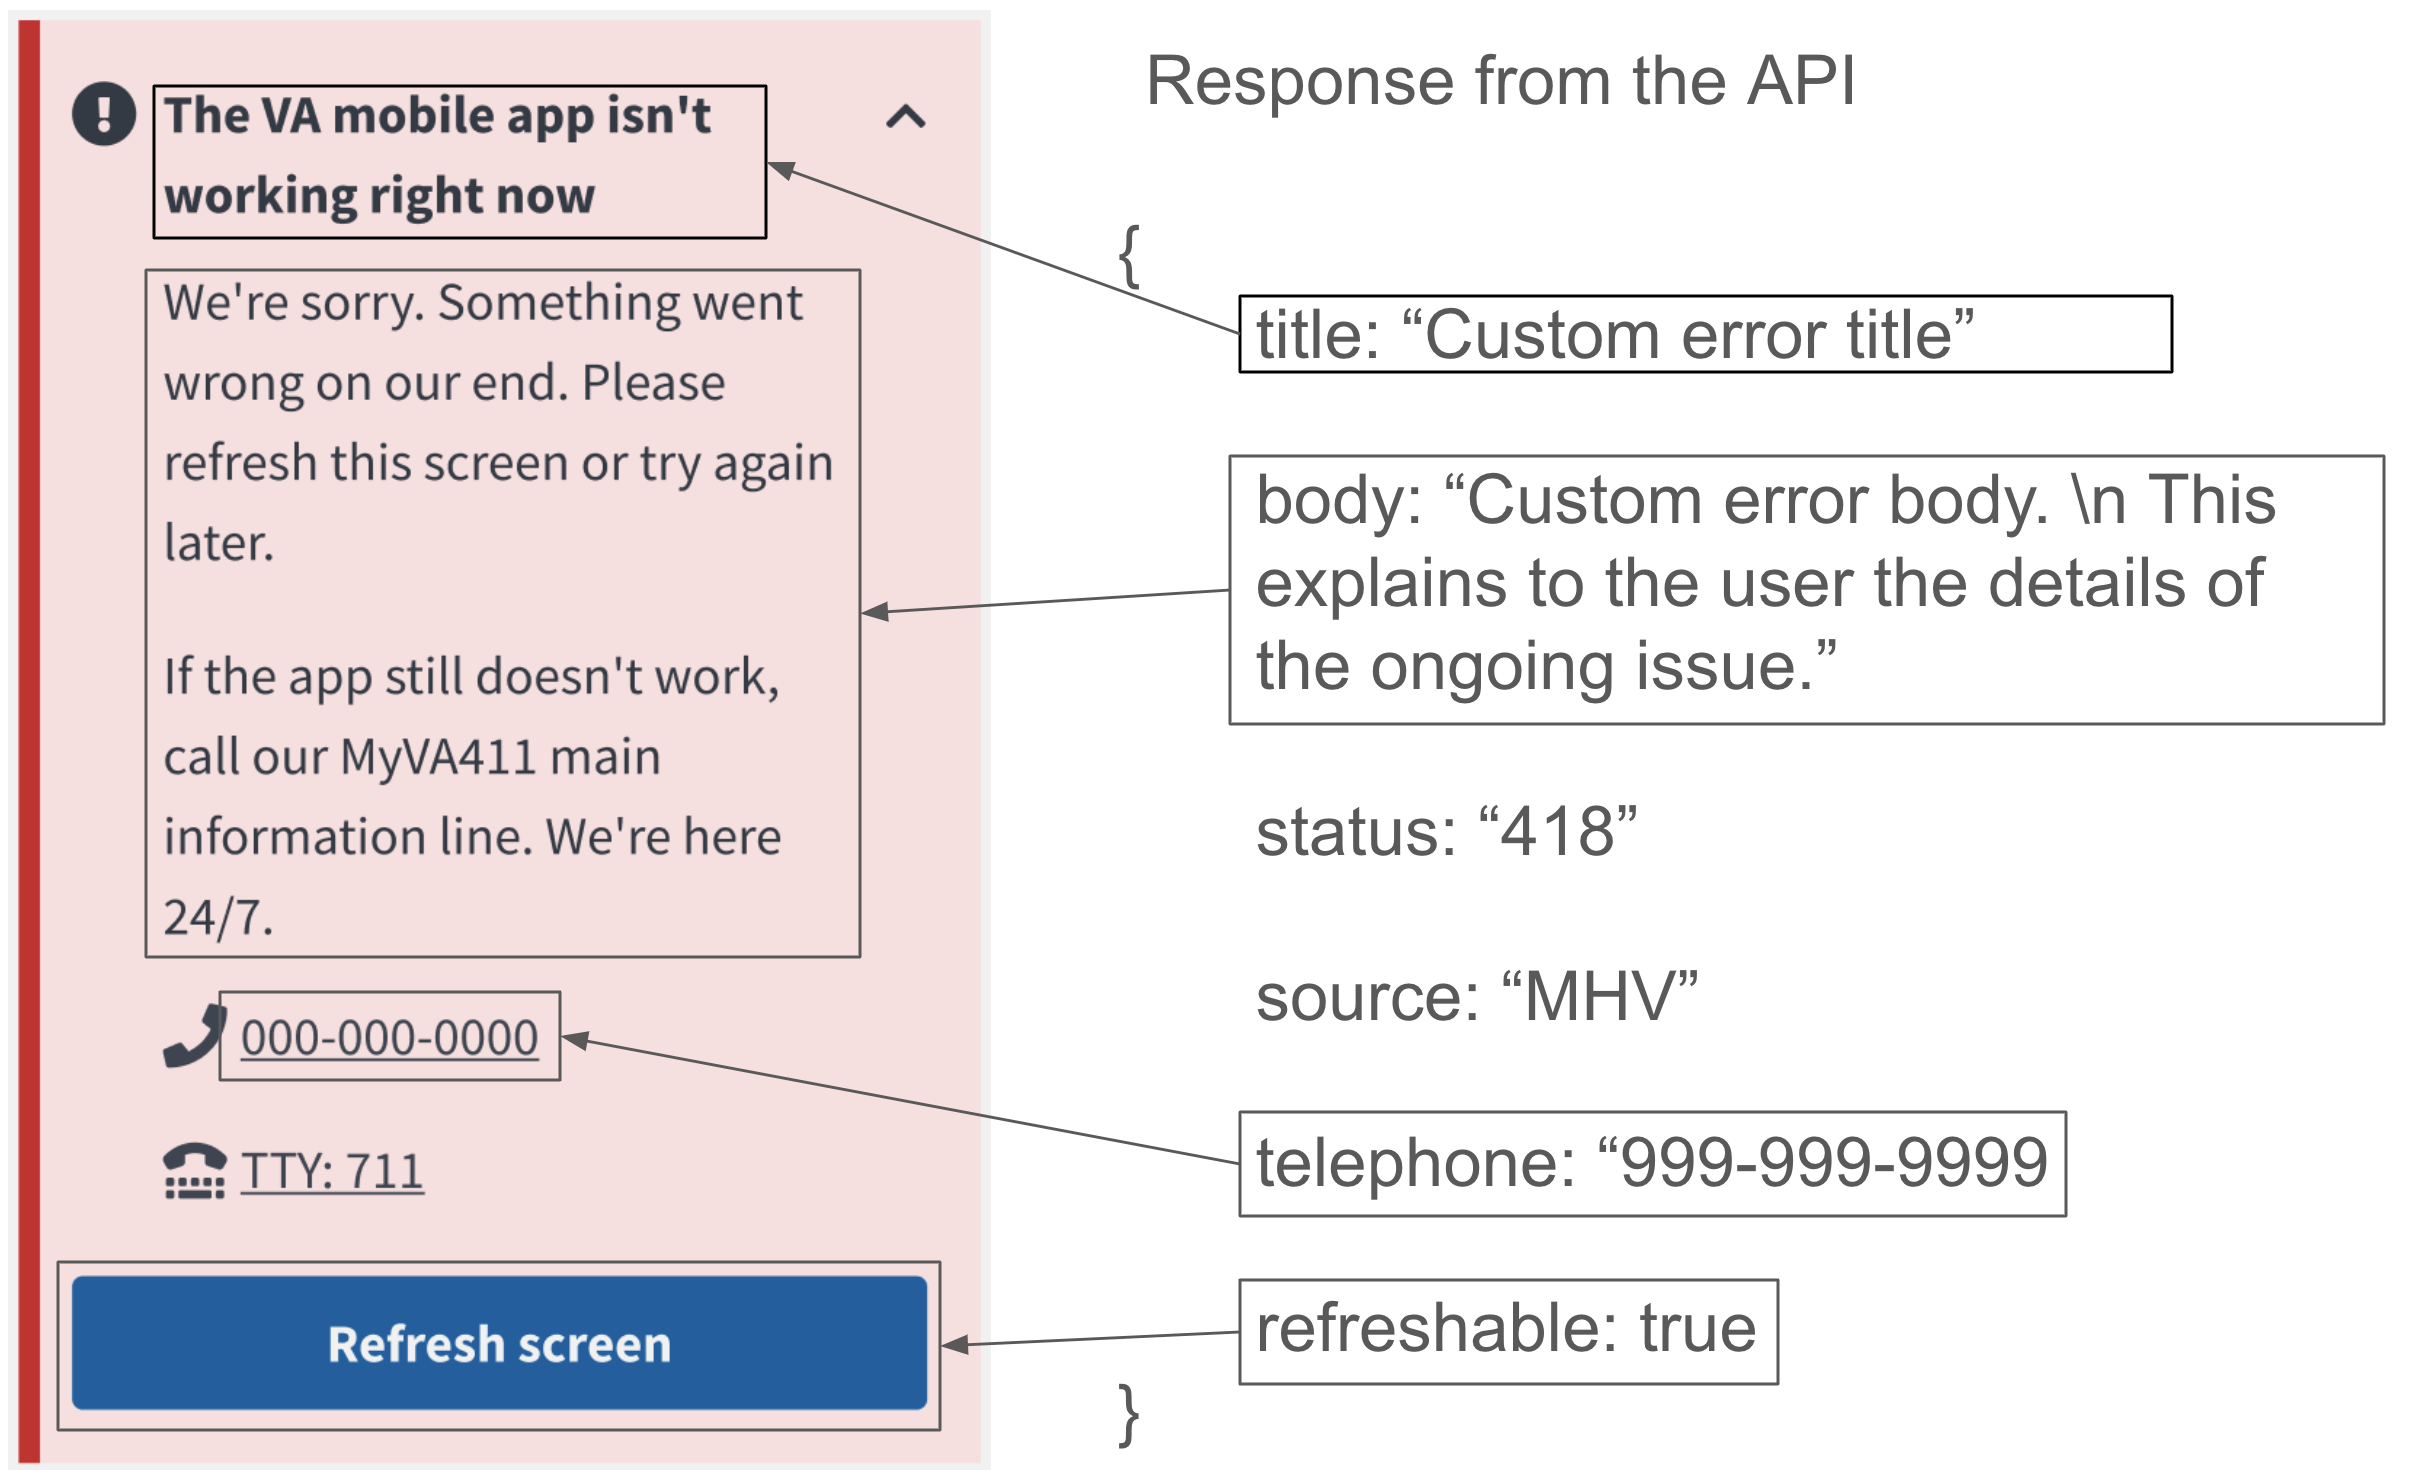 The VA mobile app isn't
working right now
We're sorry. Something went
wrong on our end. Please
refresh this screen or try again
later.
If the app still doesn't work,
call our MyVA411 main
information line. We're here
24/7.
000-000-0000
TTY: 711
Refresh screen
Response from the API
{
title: “Custom error title”
body: “Custom error body. \n This
explains to the user the details of
the ongoing issue.”
status: “418”
source: “MHV”
telephone: “999-999-9999
refreshable: true
}